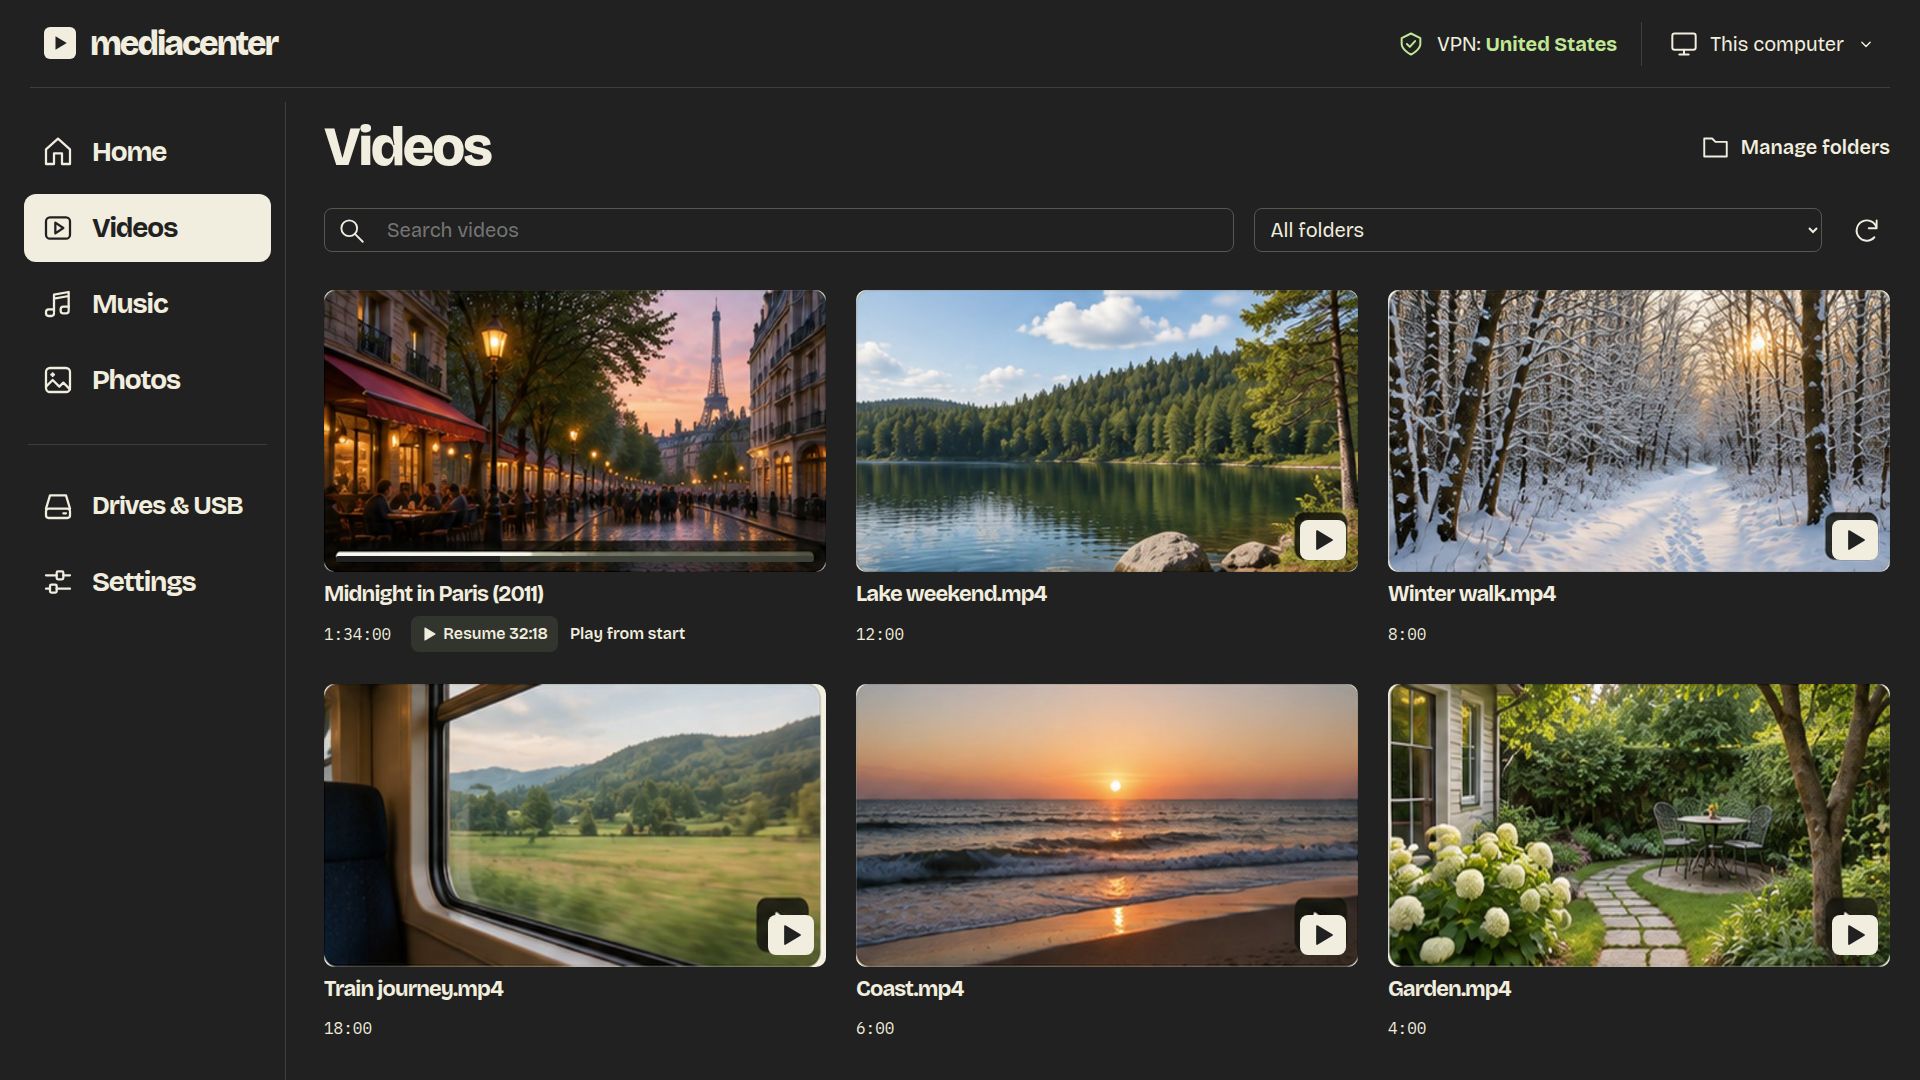 mediacenter
VPN: United States
This computer
Home
Videos
Music
Photos
Drives & USB
Settings
Videos
Manage folders
Search videos
All folders
Midnight in Paris (2011)
1:34:00
Resume 32:18
Play from start
Lake weekend.mp4
12:00
Winter walk.mp4
8:00
Train journey.mp4
18:00
Coast.mp4
6:00
Garden.mp4
4:00